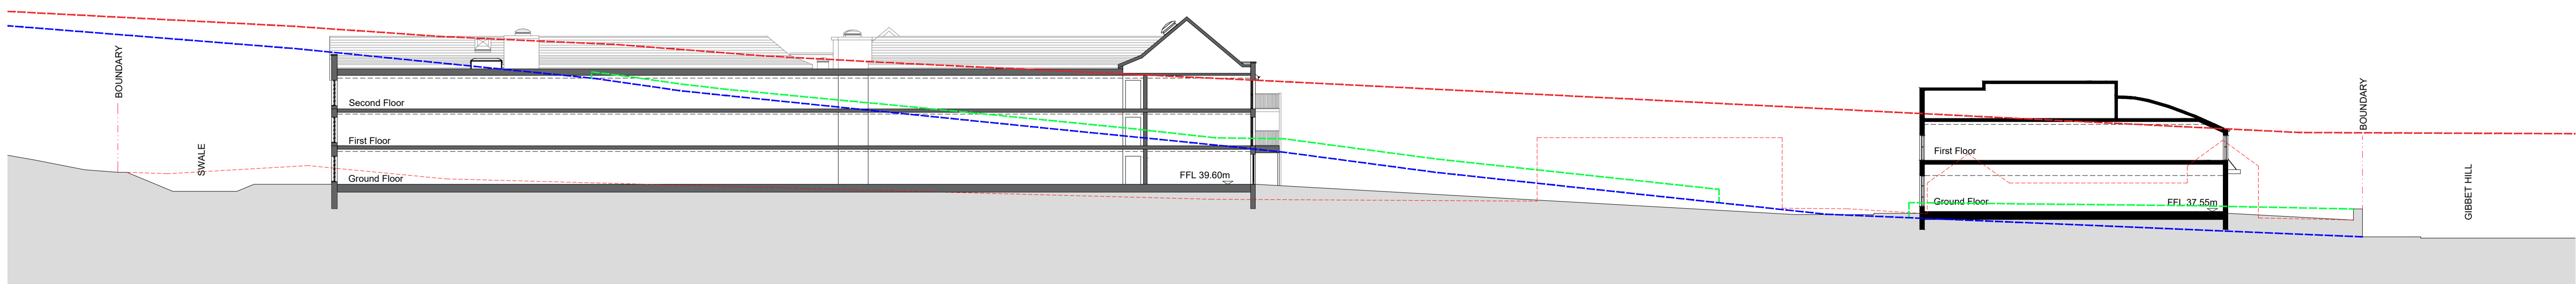 BOUNDARY
SWALE
Second Floor
First Floor
Ground Floor
FFL 39.60m
First Floor
Ground Floor
FFL 37.55m
BOUNDARY
GIBBET HILL